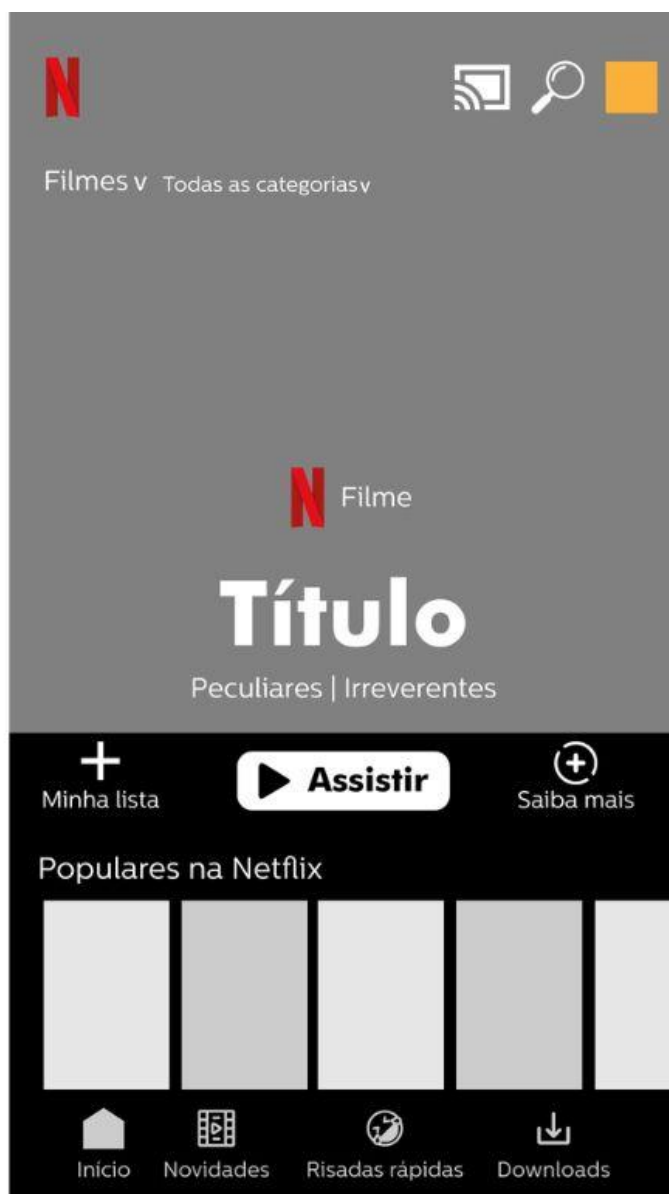 N
Filmes v Todas as categorias v
N Filme
Título
Peculiares | Irreverentes
Minha lista Assistir Saiba mais
Populares na Netflix
Início Novidades Risadas rápidas Downloads